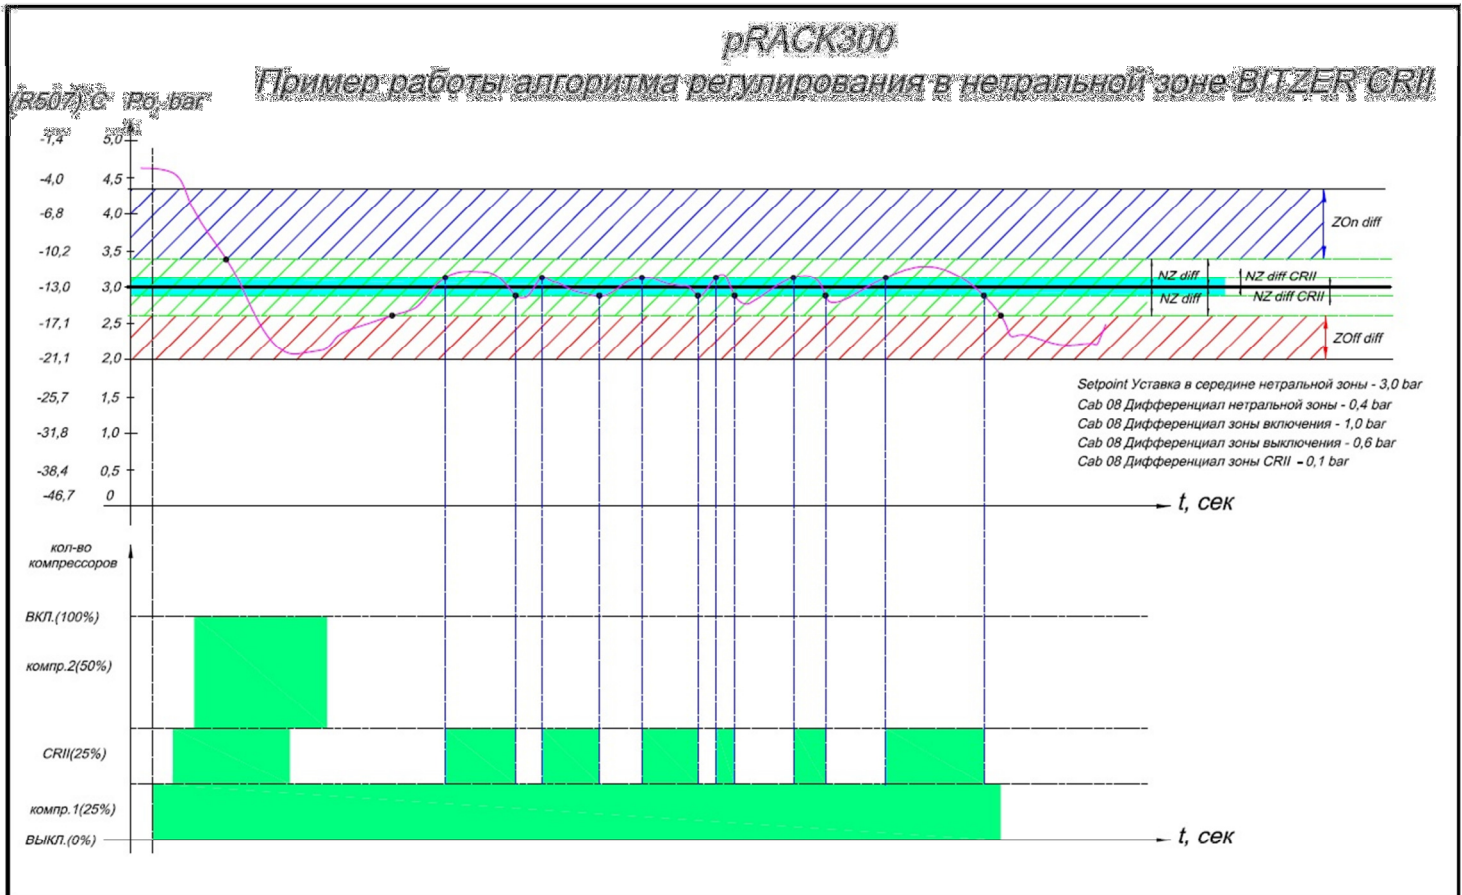 pRACK300
Пример работы алгоритма регулирования в нетральной зоне BITZER CRII
(R507) C Po, bar
-1,4 5,0
-4,0 4,5
-6,8 4,0
-10,2 3,5
-13,0 3,0
-17,1 2,5
-21,1 2,0
-25,7 1,5
-31,8 1,0
-38,4 0,5
-46,7 0
ZOn diff
NZ diff NZ diff CRII
NZ diff NZ diff CRII
ZOff diff
Setpoint Уставка в середине нетральной зоны - 3,0 bar
Cab 08 Дифференциал нетральной зоны - 0,4 bar
Cab 08 Дифференциал зоны включения - 1,0 bar
Cab 08 Дифференциал зоны выключения - 0,6 bar
Cab 08 Дифференциал зоны CRII - 0,1 bar
t, сек
кол-во
компрессоров
ВКЛ.(100%)
компр.2(50%)
CRII(25%)
компр.1(25%)
ВЫКЛ.(0%)
t, сек